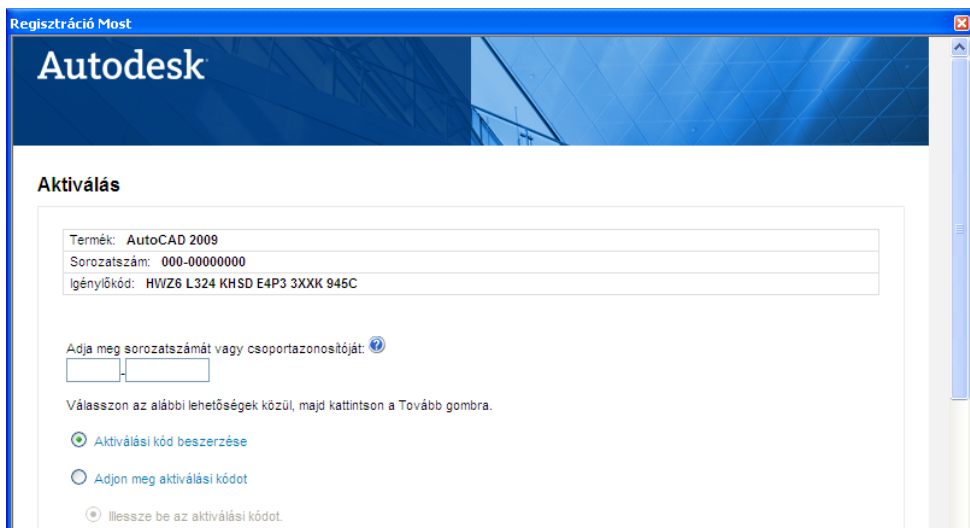 Regisztráció Most
Autodesk
Aktiválás
Termék: AutoCAD 2009
Sorozatszám: 000-00000000
Igénylőkód: HWZ6 L324 KHSD E4P3 3XXK 945C
Adja meg sorozatszámát vagy csoportazonosítóját:
-
Válasszon az alábbi lehetőségek közül, majd kattintson a Tovább gombra.
Aktiválási kód beszerzése
Adjon meg aktiválási kódot
Illessze be az aktiválási kódot.